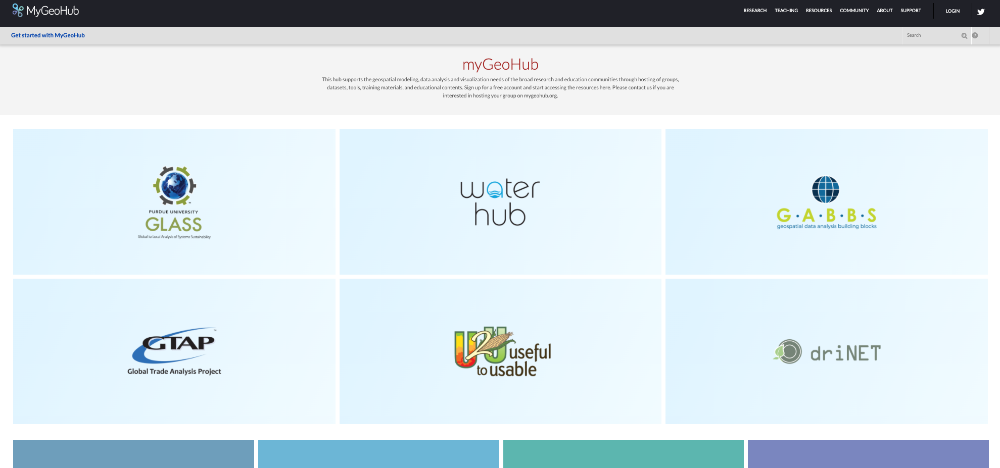 MyGeoHub
RESEARCH TEACHING RESOURCES COMMUNITY ABOUT SUPPORT LOGIN
Get started with MyGeoHub
Search
?
myGeoHub
This hub supports the geospatial modeling, data analysis and visualization needs of the broad research and education communities through hosting of groups,
datasets, tools, training materials, and educational contents. Sign up for a free account and start accessing the resources here. Please contact us if you are
interested in hosting your group on mygeohub.org.
™
PURDUE UNIVERSITY
GLASS
Global to Local Analysis of Systems Sustainability
water
hub
G·A·B·B·S
geospatial data analysis building blocks
GTAP™
Global Trade Analysis Project
U2U useful
to usable
driNET